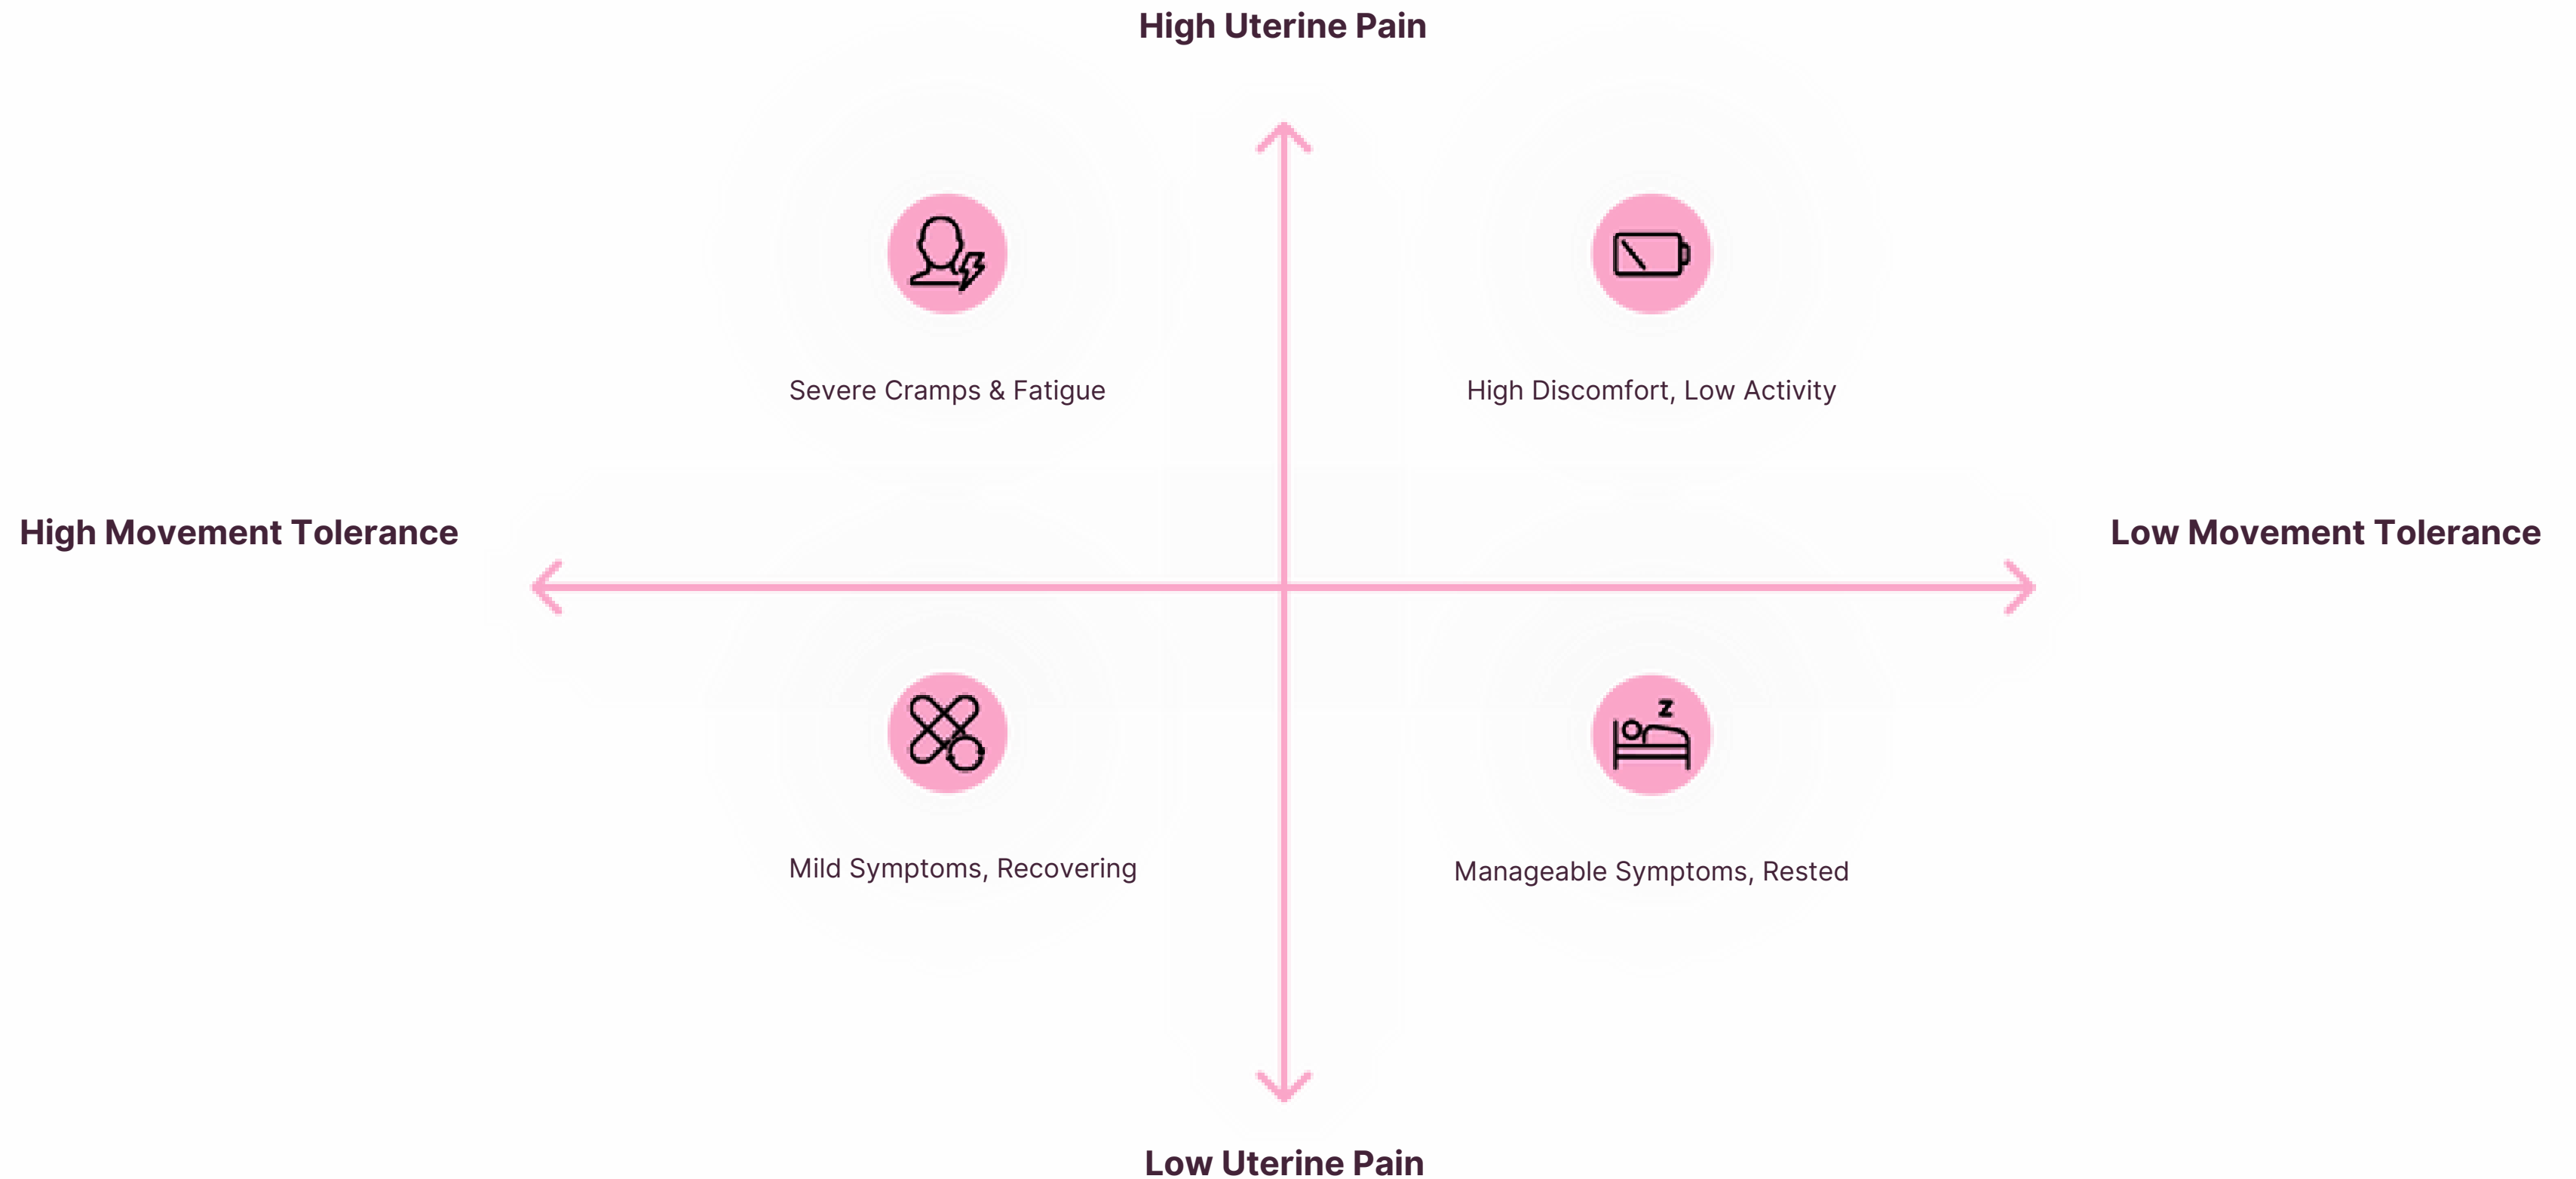 High Uterine Pain
Severe Cramps & Fatigue
High Discomfort, Low Activity
High Movement Tolerance
Low Movement Tolerance
z
Mild Symptoms, Recovering
Manageable Symptoms, Rested
Low Uterine Pain